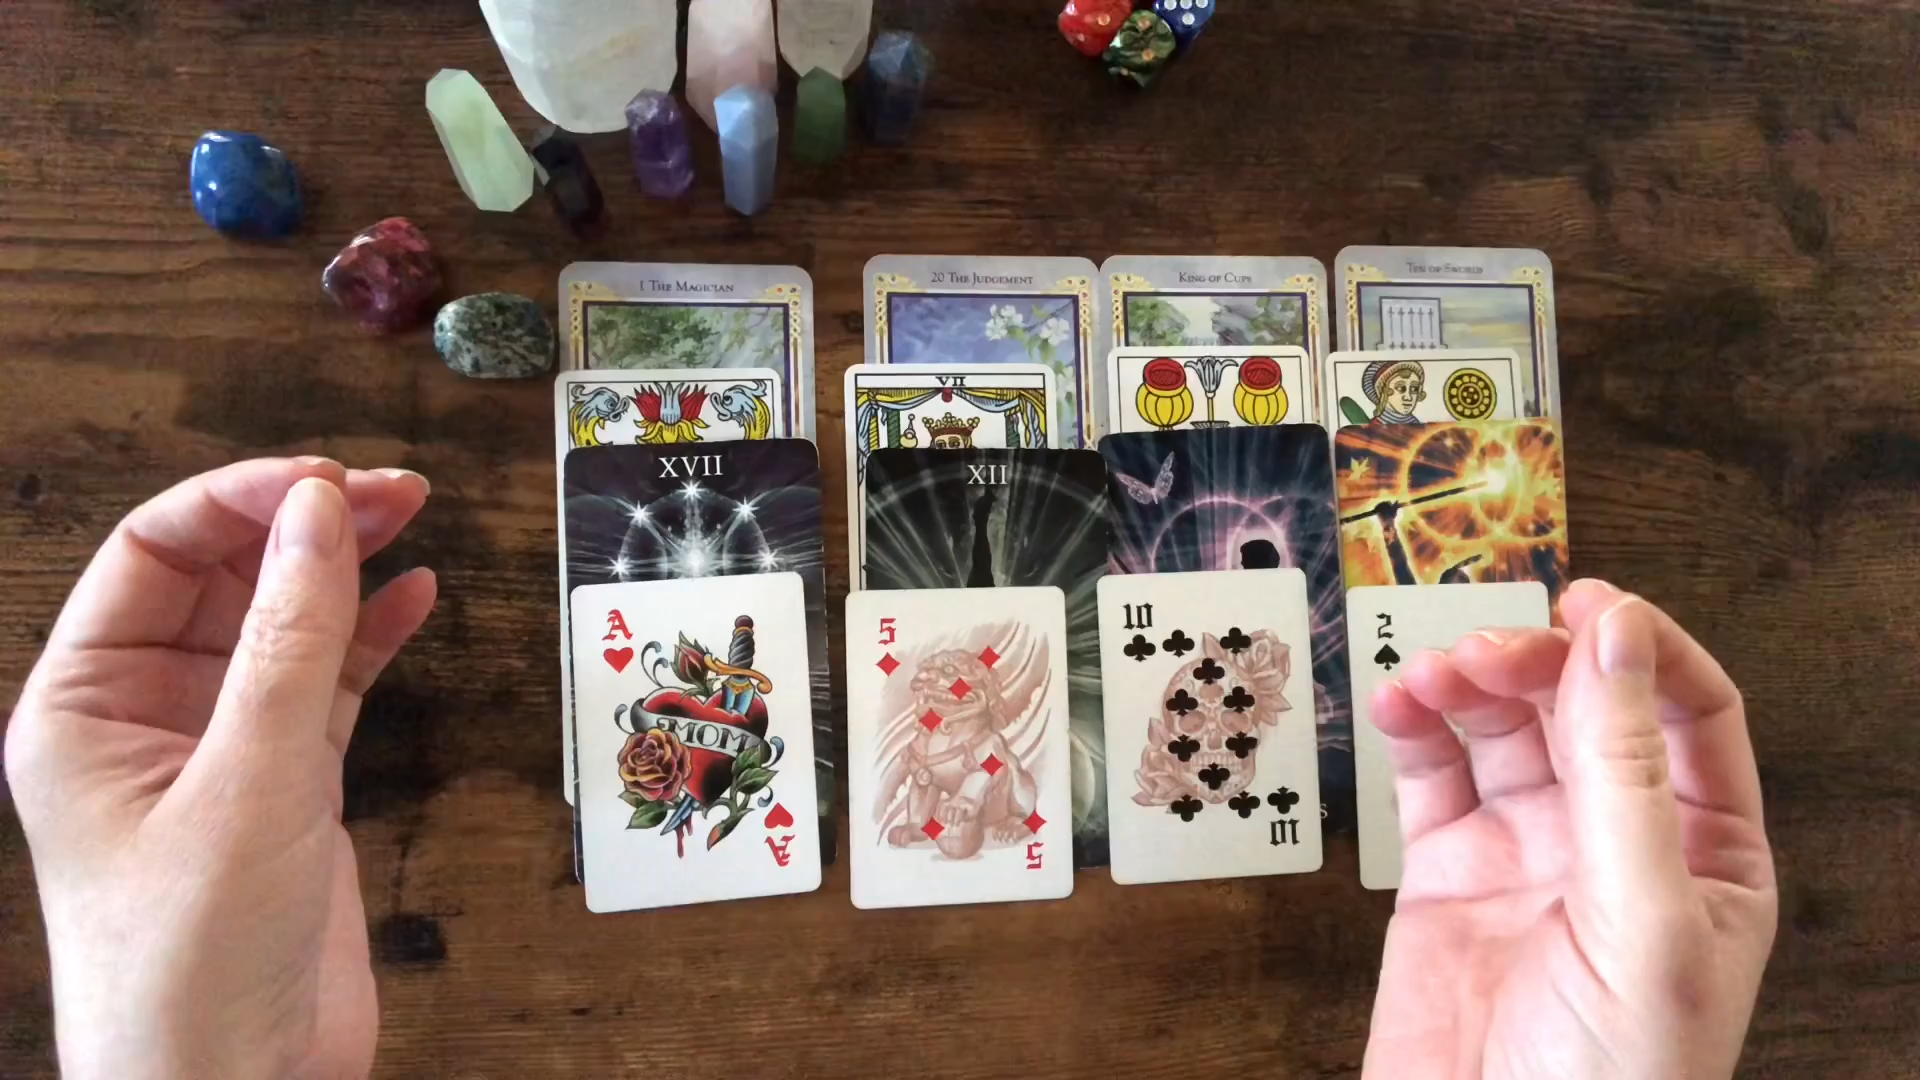 I THE MAGICIAN
20 THE JUDGEMENT
KING OF CUPS
TEN OF SWORDS
VII
XVII
XII
A
MOM
A
5
5
10
10
2
S